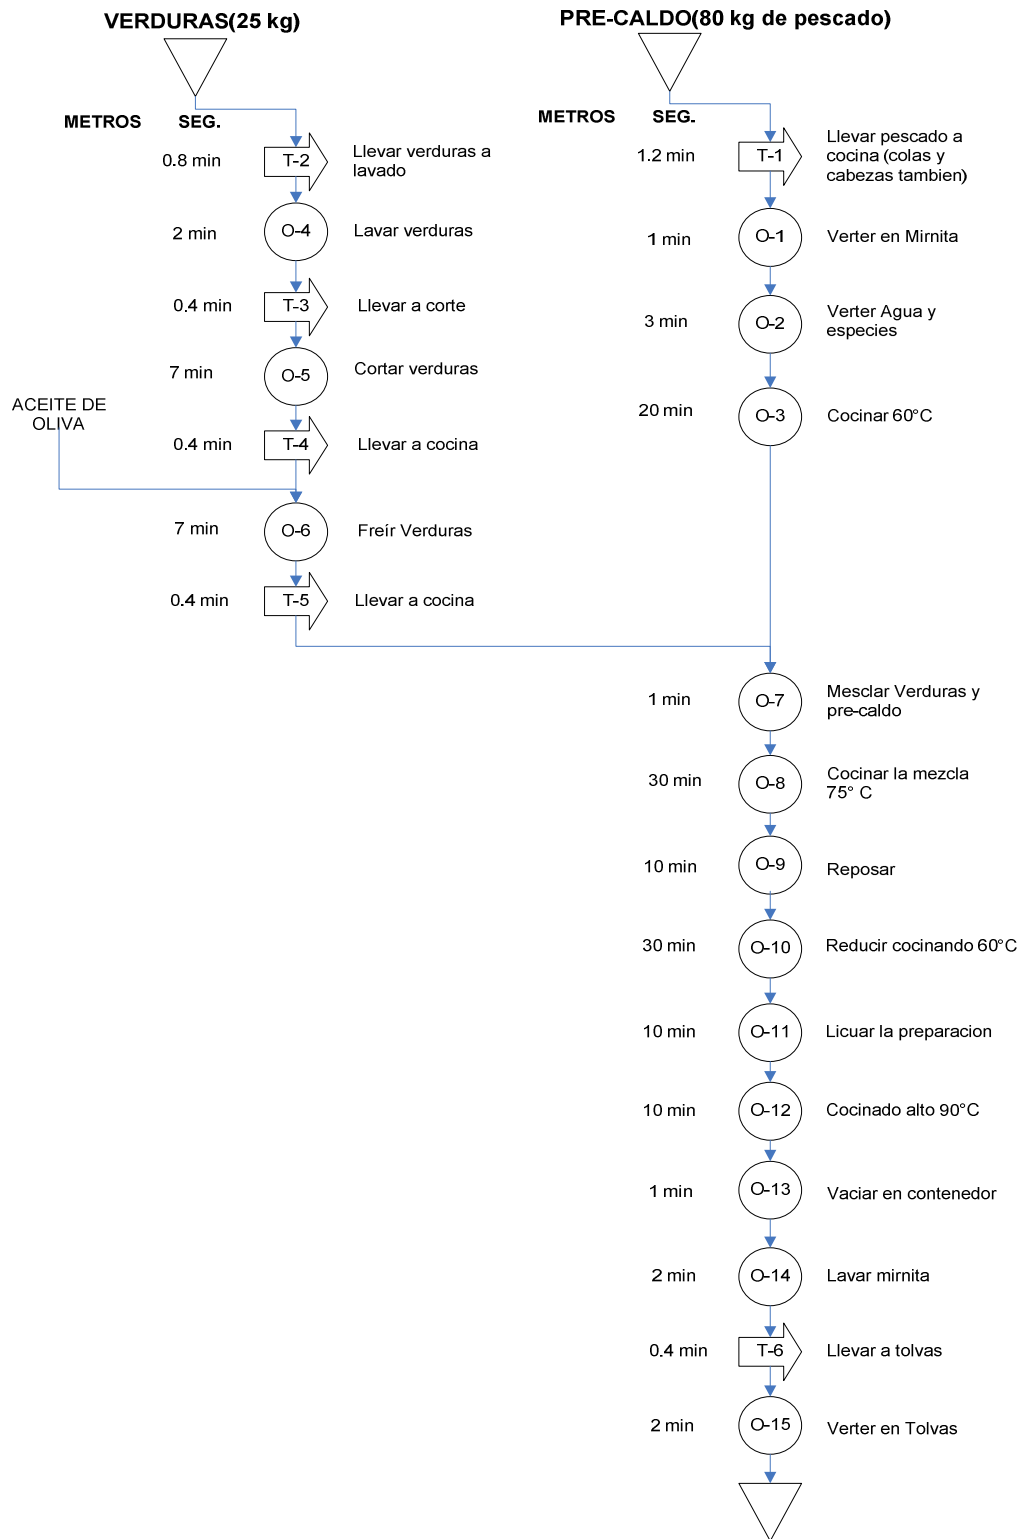 VERDURAS(25 kg)
METROS SEG.
0.8 min T-2 Llevar verduras a
lavado
2 min O-4 Lavar verduras
0.4 min T-3 Llevar a corte
7 min O-5 Cortar verduras
ACEITE DE
OLIVA
0.4 min T-4 Llevar a cocina
7 min O-6 Freír Verduras
0.4 min T-5 Llevar a cocina
PRE-CALDO(80 kg de pescado)
METROS SEG.
1.2 min T-1 Llevar pescado a
cocina (colas y
cabezas tambien)
1 min O-1 Verter en Mirnita
3 min O-2 Verter Agua y
especies
20 min O-3 Cocinar 60°C
1 min O-7 Mesclar Verduras y
pre-caldo
30 min O-8 Cocinar la mezcla
75° C
10 min O-9 Reposar
30 min O-10 Reducir cocinando 60°C
10 min O-11 Licuar la preparacion
10 min O-12 Cocinado alto 90°C
1 min O-13 Vaciar en contenedor
2 min O-14 Lavar mirnita
0.4 min T-6 Llevar a tolvas
2 min O-15 Verter en Tolvas